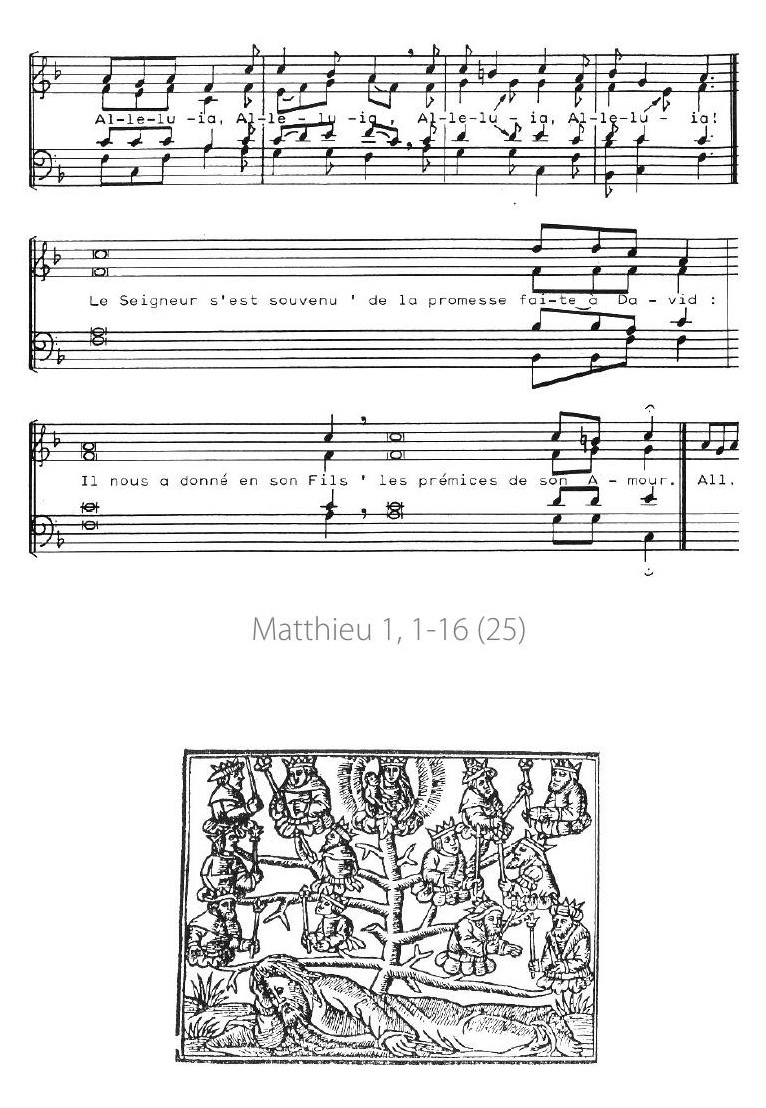 Al-le-lu-ia, Al-le-lu-ia, Al-le-lu-ia, Al-le-lu-ia!
Le Seigneur s'est souvenu ' de la promesse fai-te à Da-vid :
Il nous a donné en son Fils ' les prémices de son A-mour. All.
Matthieu 1, 1-16 (25)